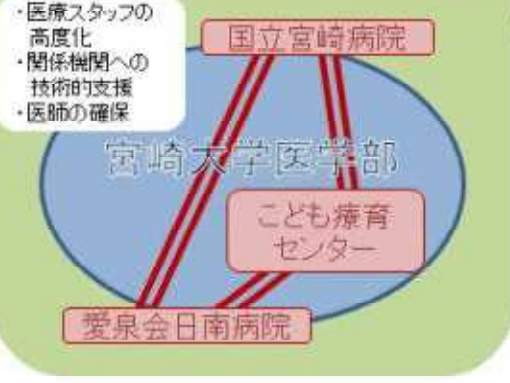 ・医療スタッフの
高度化
・関係機関への
技術的支援
・医師の確保
国立宮崎病院
宮崎大学医学部
こども療育
センター
愛泉会日南病院